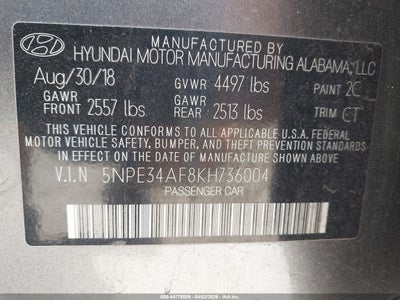 MANUFACTURED BY
HYUNDAI MOTOR MANUFACTURING ALABAMA, LLC
Aug/30/18 GVWR 4497 lbs PAINT 2C
GAWR GAWR
FRONT 2557 lbs REAR 2513 lbs TRIM CT
THIS VEHICLE CONFORMS TO ALL APPLICABLE U.S.A. FEDERAL
MOTOR VEHICLE SAFETY, BUMPER, AND THEFT PREVENTION
STANDARDS IN EFFECT ON THE DATE OF MANUFACTURE SHOWN ABOVE.
V.I.N 5NPE34AF8KH736004
PASSENGER CAR